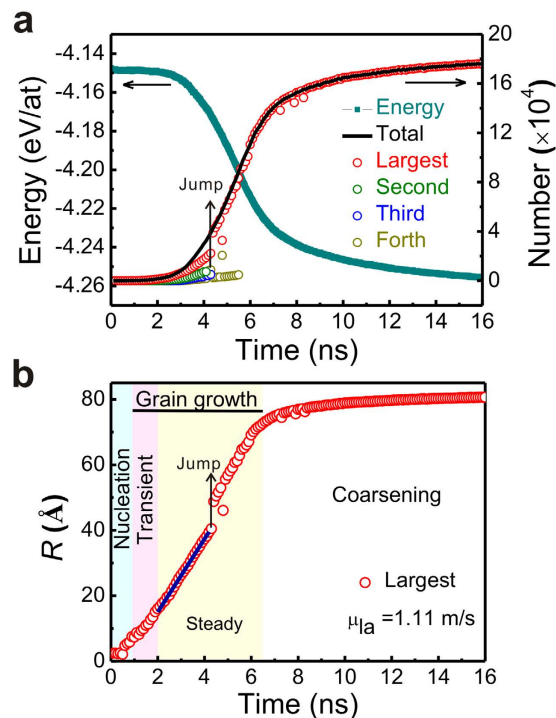 a
-4.14
-4.16
-4.18
-4.20
-4.22
-4.24
-4.26
Energy (eV/at)
20
16
12
8
4
0
Number (×10⁴)
Energy
Total
Largest
Second
Third
Forth
Jump
0 2 4 6 8 10 12 14 16
Time (ns)
b
80
60
40
20
0
R (Å)
Grain growth
Nucleation
Transient
Jump
Steady
Coarsening
Largest
μla =1.11 m/s
0 2 4 6 8 10 12 14 16
Time (ns)